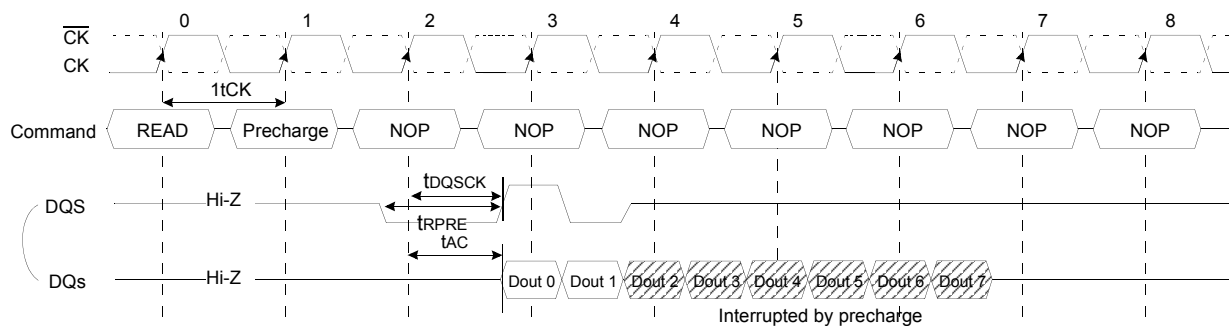 0 1 2 3 4 5 6 7 8
CK
CK
1tCK
Command READ Precharge NOP NOP NOP NOP NOP NOP NOP
tDQSCK
DQS Hi-Z
tRPRE
tAC
DQs Hi-Z Dout 0 Dout 1 Dout 2 Dout 3 Dout 4 Dout 5 Dout 6 Dout 7
Interrupted by precharge